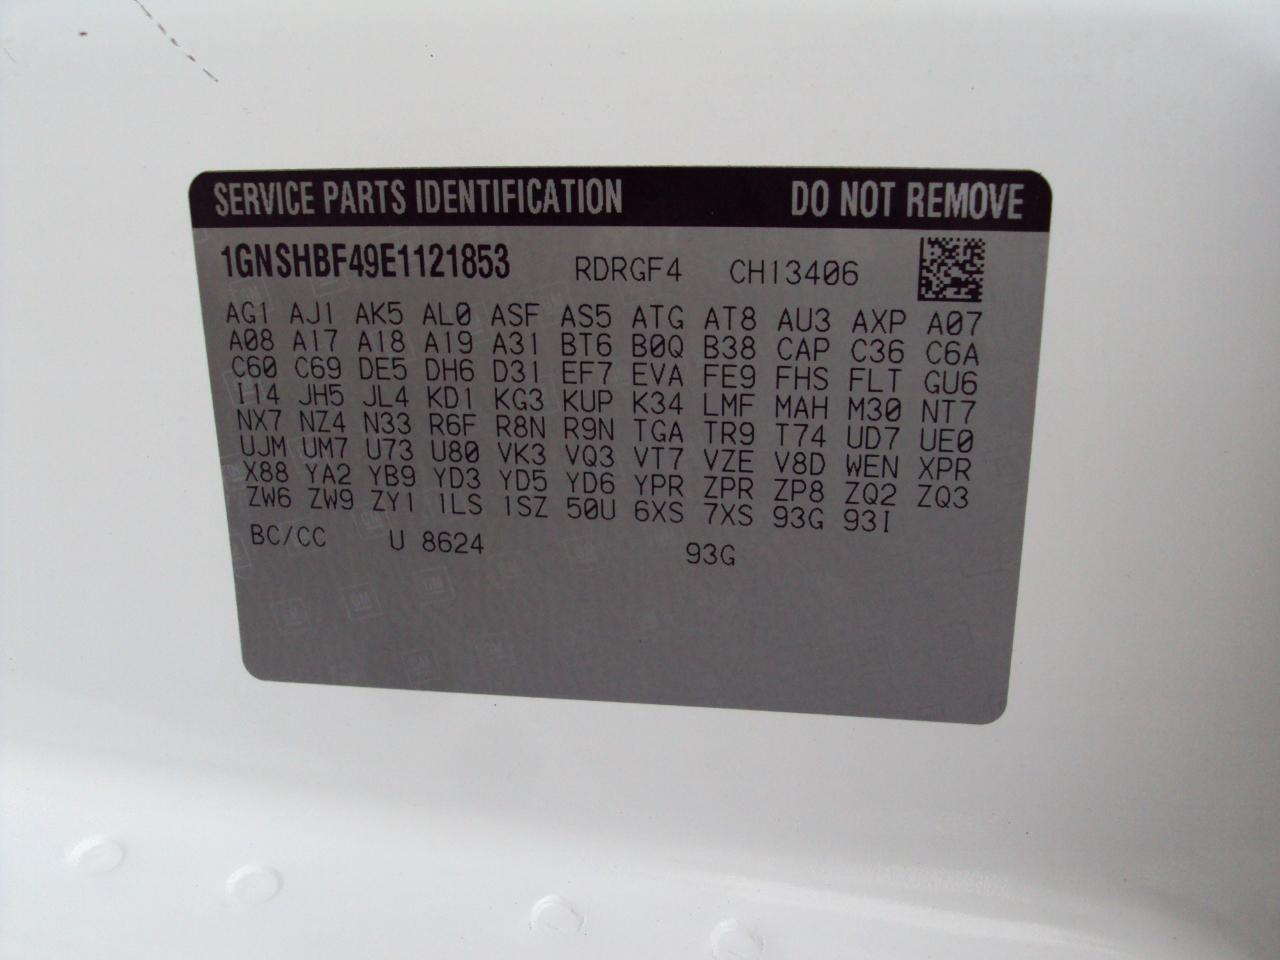 SERVICE PARTS IDENTIFICATION DO NOT REMOVE
1GNSHBF49E1121853 RDRGF4 CH13406
AG1 AJ1 AK5 AL0 ASF AS5 ATG AT8 AU3 AXP A07
A08 A17 A18 A19 A31 BT6 B0Q B38 CAP C36 C6A
C60 C69 DE5 DH6 D31 EF7 EVA FE9 FHS FLT GU6
I14 JH5 JL4 KD1 KG3 KUP K34 LMF MAH M30 NT7
NX7 NZ4 N33 R6F R8N R9N TGA TR9 T74 UD7 UE0
UJM UM7 U73 U80 VK3 VQ3 VT7 VZE V8D WEN XPR
X88 YA2 YB9 YD3 YD5 YD6 YPR ZPR ZP8 ZQ2 ZQ3
ZW6 ZW9 ZY1 1LS 1SZ 50U 6XS 7XS 93G 93I
BC/CC U 8624 93G